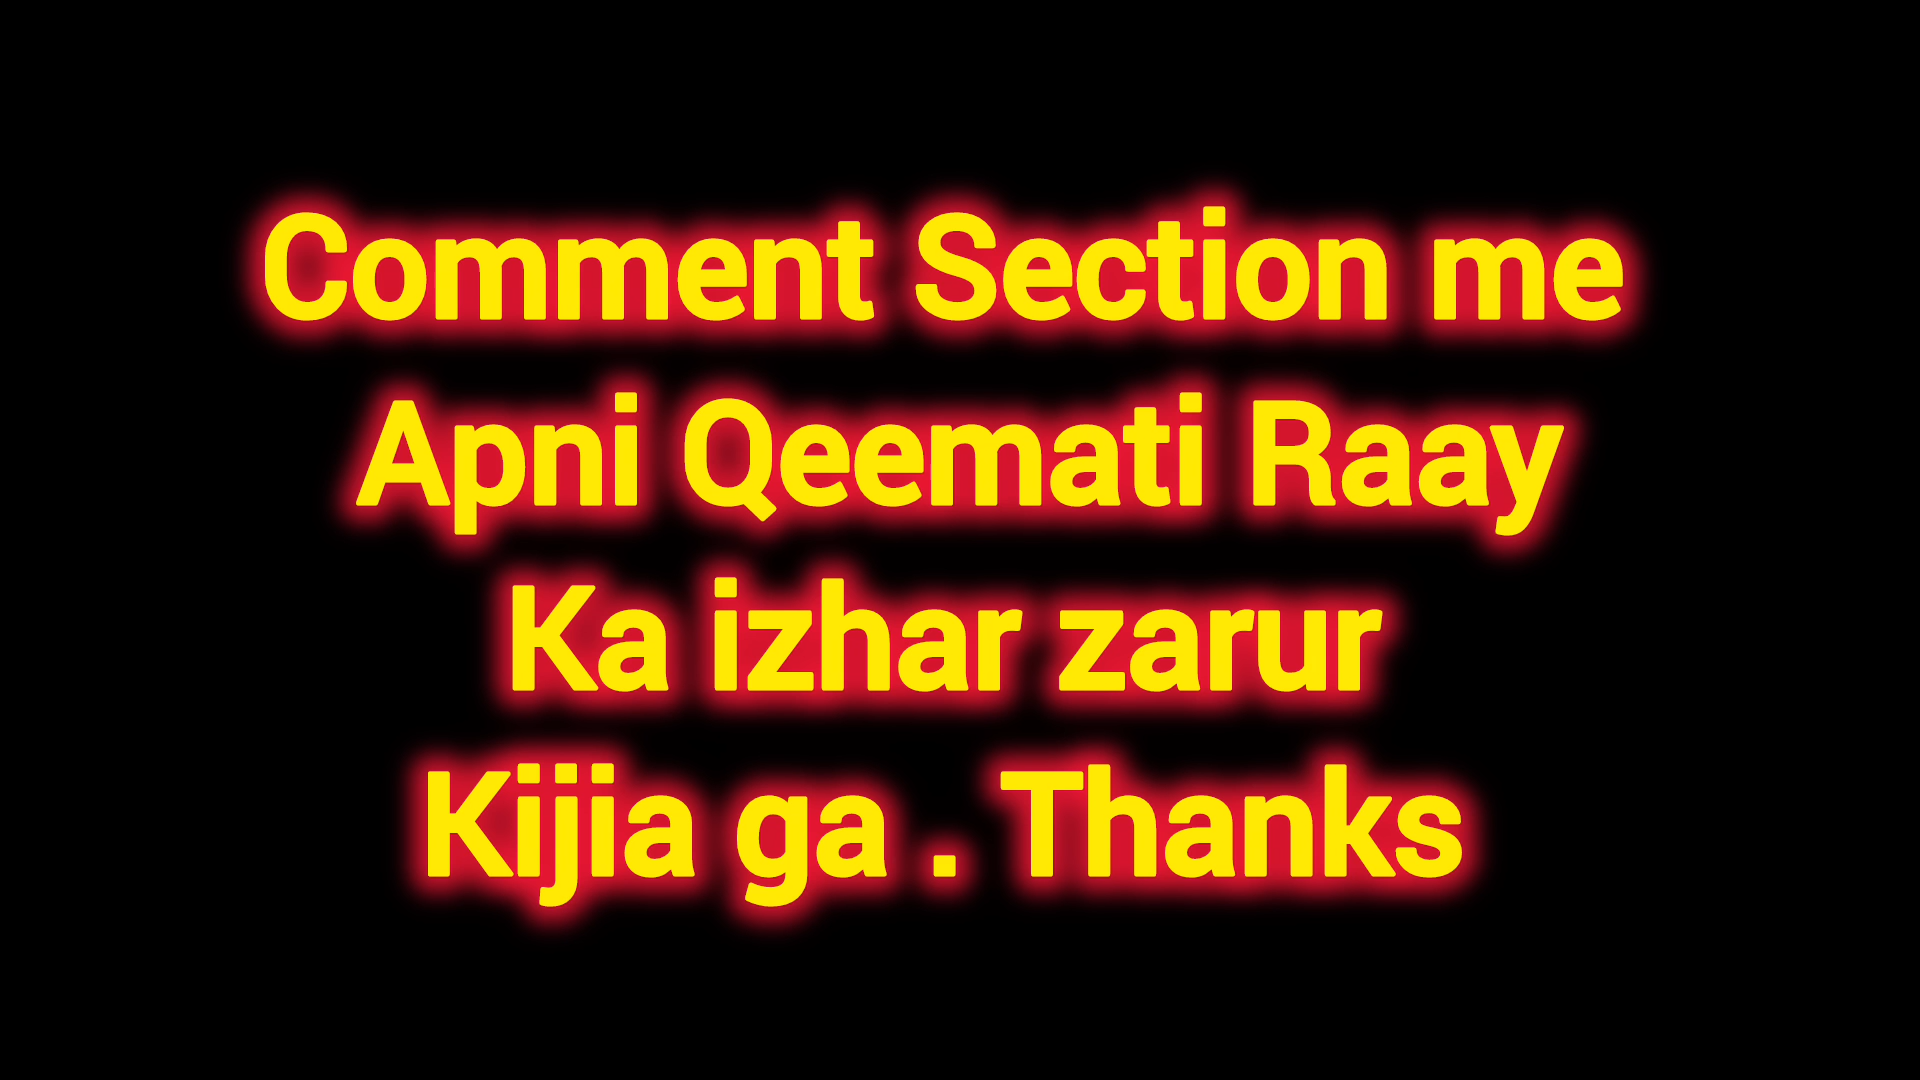 Comment Section me
Apni Qeemati Raay
Ka izhar zarur
Kijia ga . Thanks